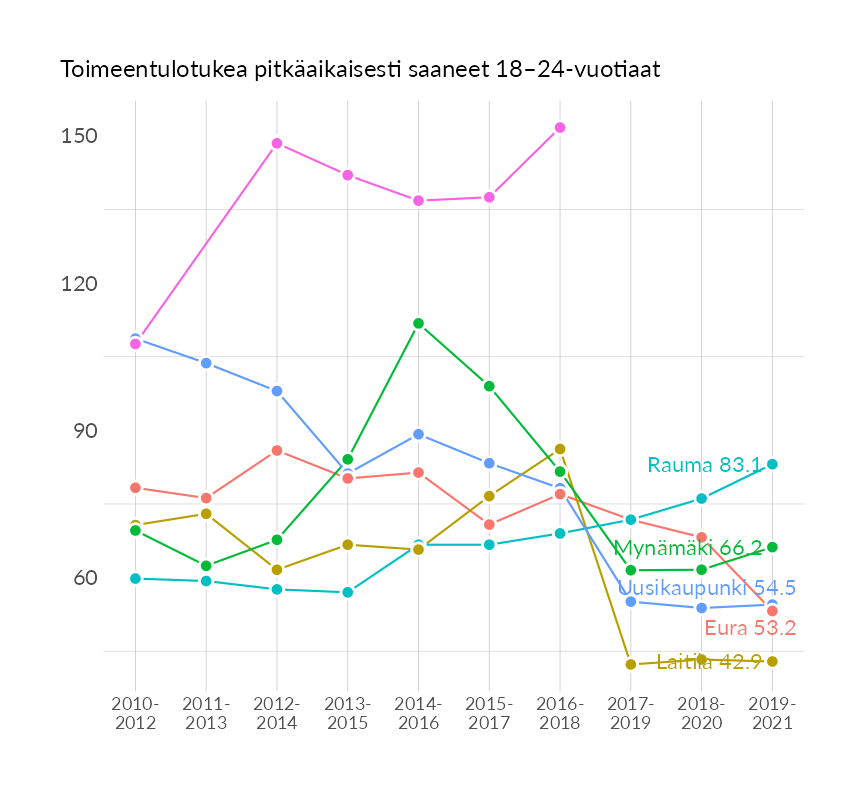 Toimeentulotukea pitkäaikaisesti saaneet 18–24-vuotiaat
150
120
90
60
Rauma 83.1
Mynämäki 66.2
Uusikaupunki 54.5
Eura 53.2
Laitila 42.9
2010- 2011- 2012- 2013- 2014- 2015- 2016- 2017- 2018- 2019-
2012 2013 2014 2015 2016 2017 2018 2019 2020 2021